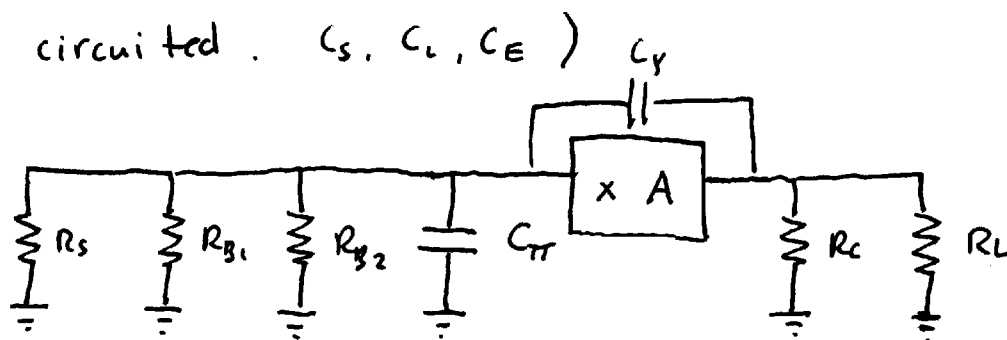 circuited. Cs, CL, CE )
Cγ
x A
Rs
RB1
RB2
Cπ
Rc
RL